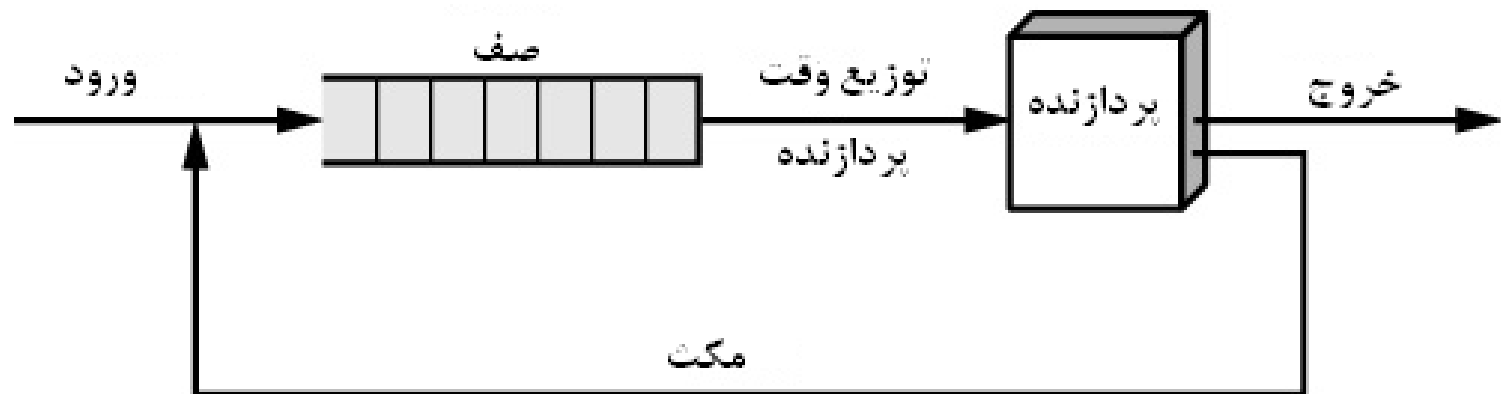 ورود
صف
توزیع وقت
پردازنده
پردازنده
خروج
مکث